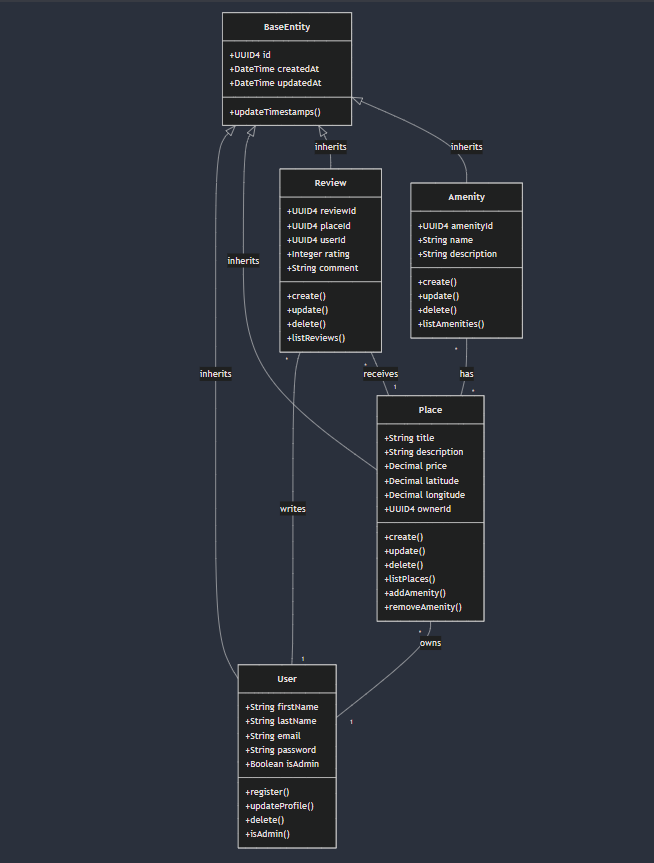 BaseEntity
+UUID4 id
+DateTime createdAt
+DateTime updatedAt
+updateTimestamps()
inherits
inherits
Review
+UUID4 reviewId
+UUID4 placeId
+UUID4 userId
+Integer rating
+String comment
+create()
+update()
+delete()
+listReviews()
Amenity
+UUID4 amenityId
+String name
+String description
+create()
+update()
+delete()
+listAmenities()
inherits
*
*
*
inherits
receives
has
1
*
Place
+String title
+String description
+Decimal price
+Decimal latitude
+Decimal longitude
+UUID4 ownerId
+create()
+update()
+delete()
+listPlaces()
+addAmenity()
+removeAmenity()
writes
*
owns
1
1
User
+String firstName
+String lastName
+String email
+String password
+Boolean isAdmin
+register()
+updateProfile()
+delete()
+isAdmin()